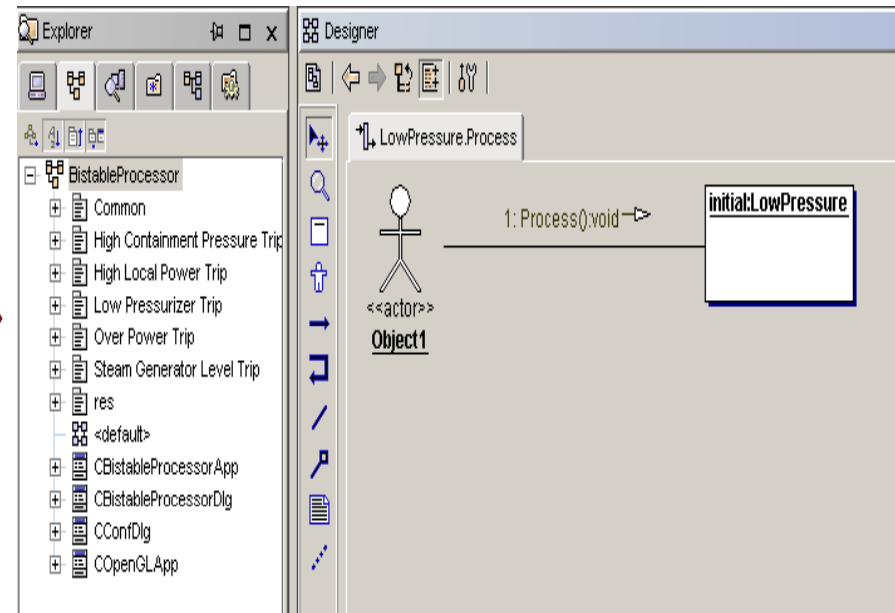 Explorer
BistableProcessor
Common
High Containment Pressure Trip
High Local Power Trip
Low Pressurizer Trip
Over Power Trip
Steam Generator Level Trip
res
<default>
CBistableProcessorApp
CBistableProcessorDlg
CConfDlg
COpenGLApp
Designer
LowPressure.Process
1: Process():void
initial:LowPressure
<<actor>>
Object1